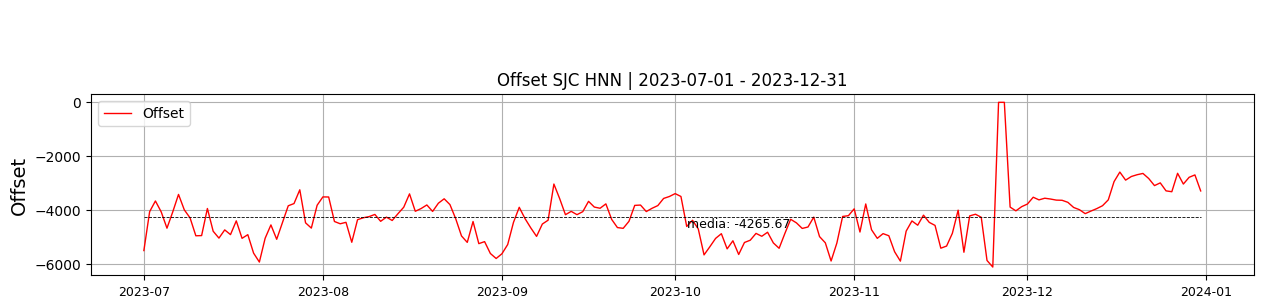 Offset SJC HNN | 2023-07-01 - 2023-12-31
Offset
0
−2000
−4000
−6000
Offset
media: -4265.67
2023-07 2023-08 2023-09 2023-10 2023-11 2023-12 2024-01